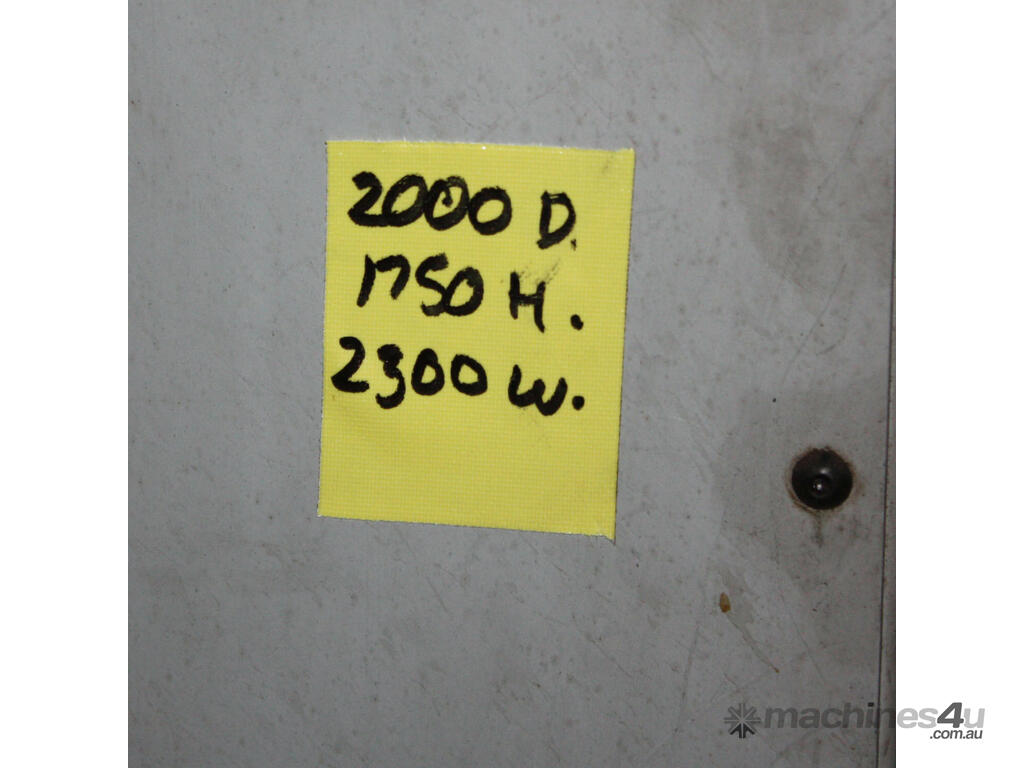 2000 D.
1750 H.
2300 W.
machines4u
.com.au